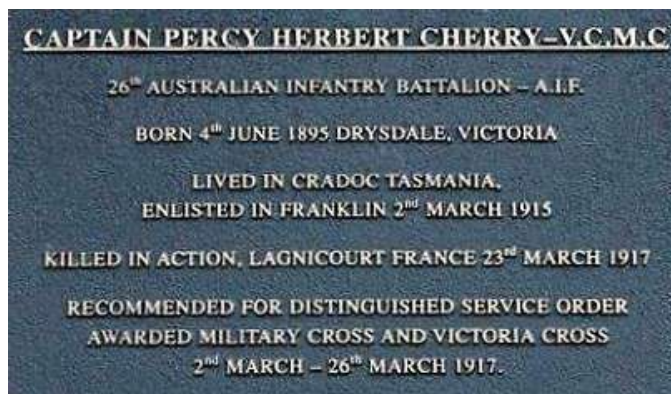 CAPTAIN PERCY HERBERT CHERRY–V.C.M.C
26th AUSTRALIAN INFANTRY BATTALION – A.I.F.
BORN 4th JUNE 1895 DRYSDALE, VICTORIA
LIVED IN CRADOC TASMANIA,
ENLISTED IN FRANKLIN 2nd MARCH 1915
KILLED IN ACTION, LAGNICOURT FRANCE 23rd MARCH 1917
RECOMMENDED FOR DISTINGUISHED SERVICE ORDER
AWARDED MILITARY CROSS AND VICTORIA CROSS
2nd MARCH – 26th MARCH 1917.